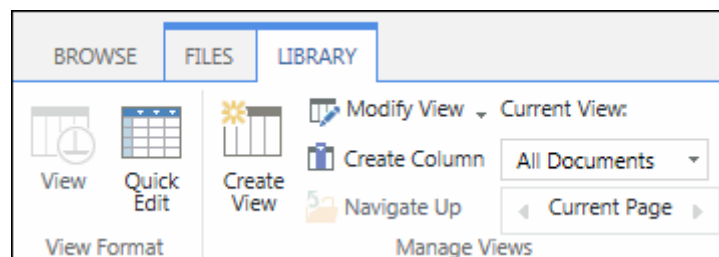 BROWSE FILES LIBRARY
Modify View Current View:
Create Column All Documents
View Quick Edit Create View
Navigate Up Current Page
View Format Manage Views